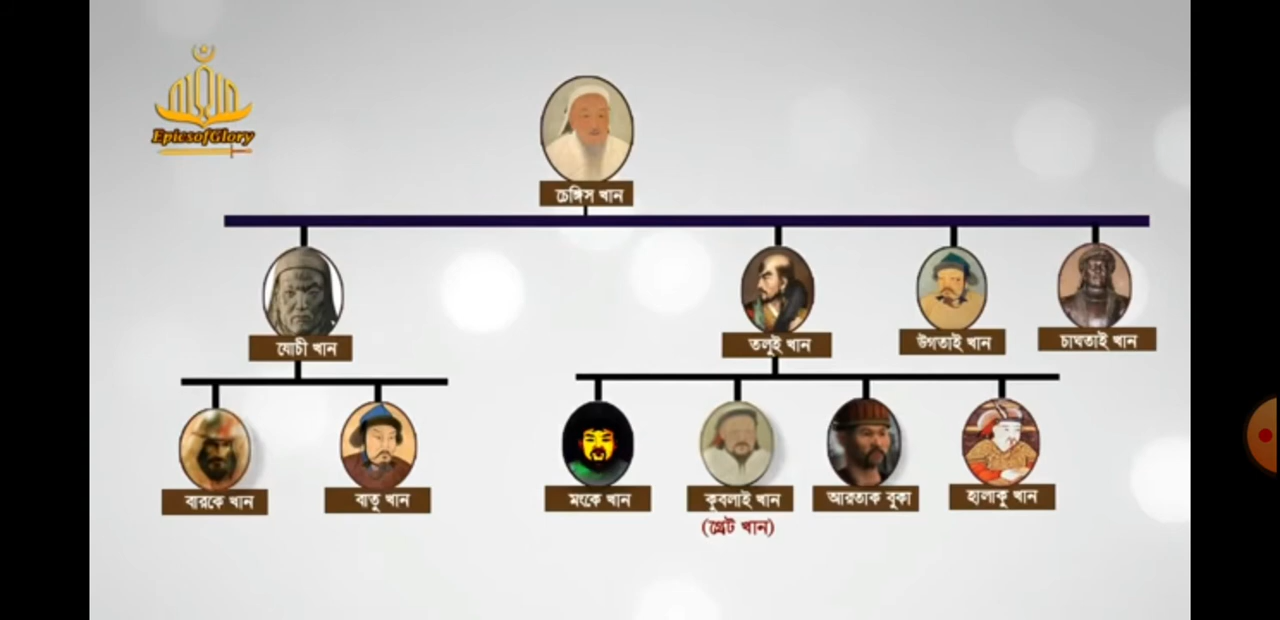 EpicsofGlory
চেঙ্গিস খান
যোচী খান
তলুই খান
উগতাই খান
চাঘতাই খান
বারকে খান
বাতু খান
মংকে খান
কুবলাই খান
আরতাক বুকা
হালাকু খান
(গ্রেট খান)